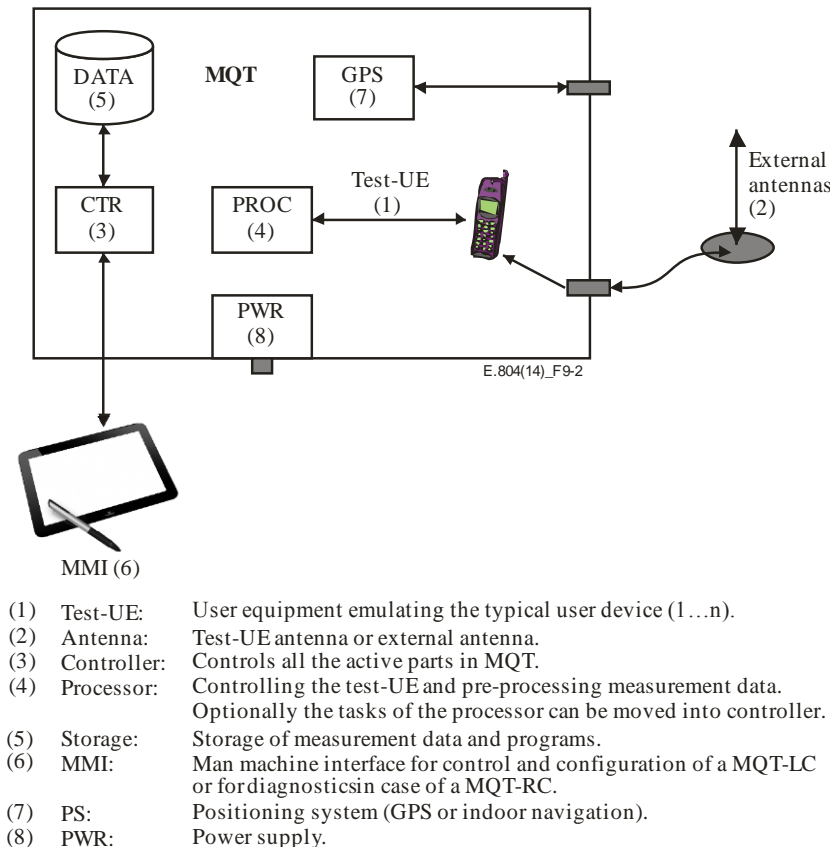 DATA
(5)
MQT
GPS
(7)
External
antennas
(2)
Test-UE
(1)
CTR
(3)
PROC
(4)
PWR
(8)
E.804(14)_F9-2
MMI (6)
(1) Test-UE: User equipment emulating the typical user device (1…n).
(2) Antenna: Test-UE antenna or external antenna.
(3) Controller: Controls all the active parts in MQT.
(4) Processor: Controlling the test-UE and pre-processing measurement data.
Optionally the tasks of the processor can be moved into controller.
(5) Storage: Storage of measurement data and programs.
(6) MMI: Man machine interface for control and configuration of a MQT-LC
or for diagnosticsin case of a MQT-RC.
(7) PS: Positioning system (GPS or indoor navigation).
(8) PWR: Power supply.